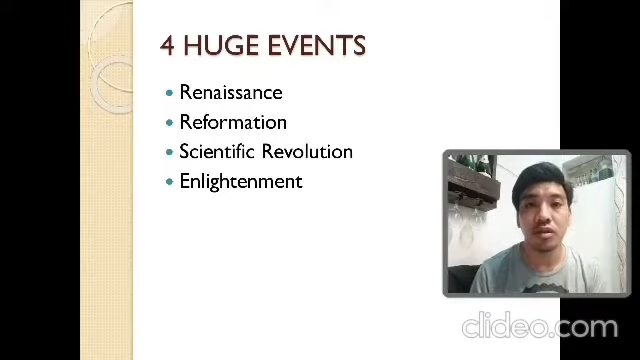 4 HUGE EVENTS
Renaissance
Reformation
Scientific Revolution
Enlightenment
clideo.com